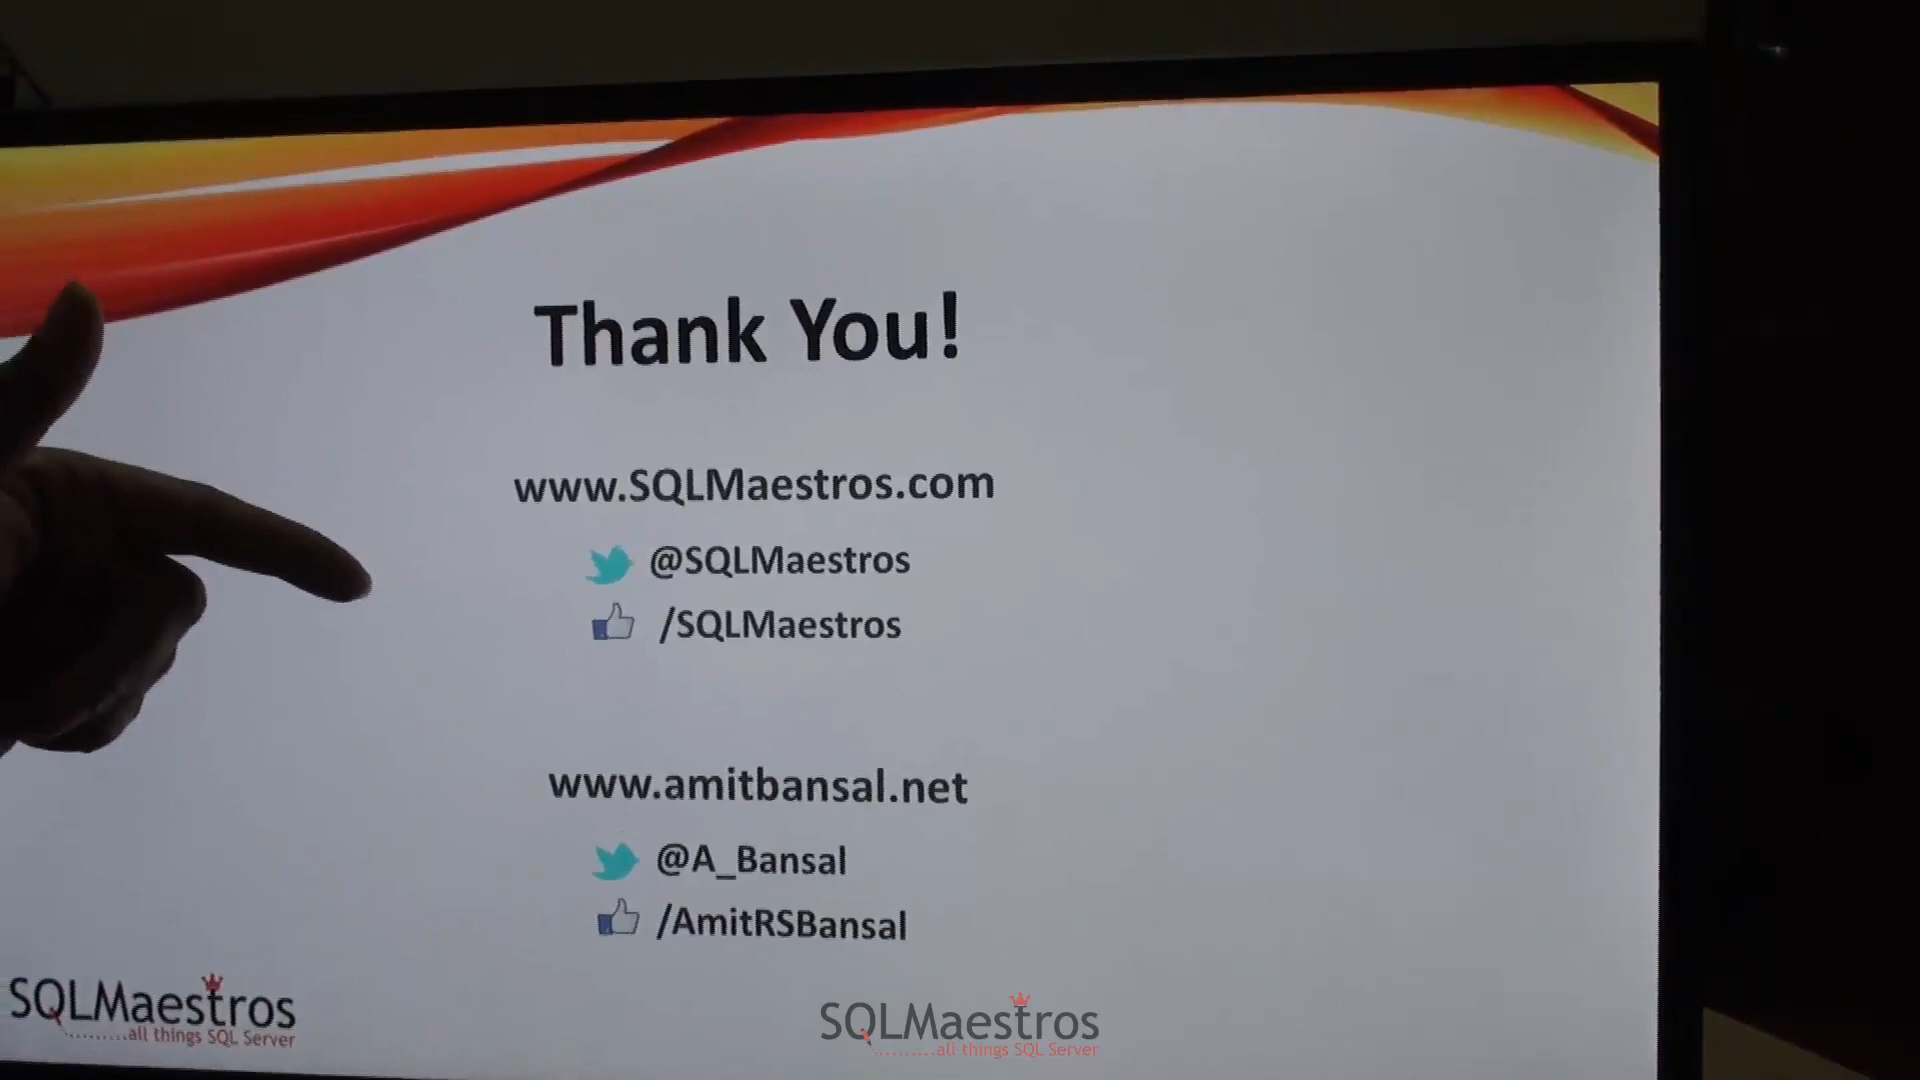 Thank You!
www.SQLMaestros.com
@SQLMaestros
/SQLMaestros
www.amitbansal.net
@A_Bansal
/AmitRSBansal
SQLMaestros
..........all things SQL Server
SQLMaestros
..........all things SQL Server